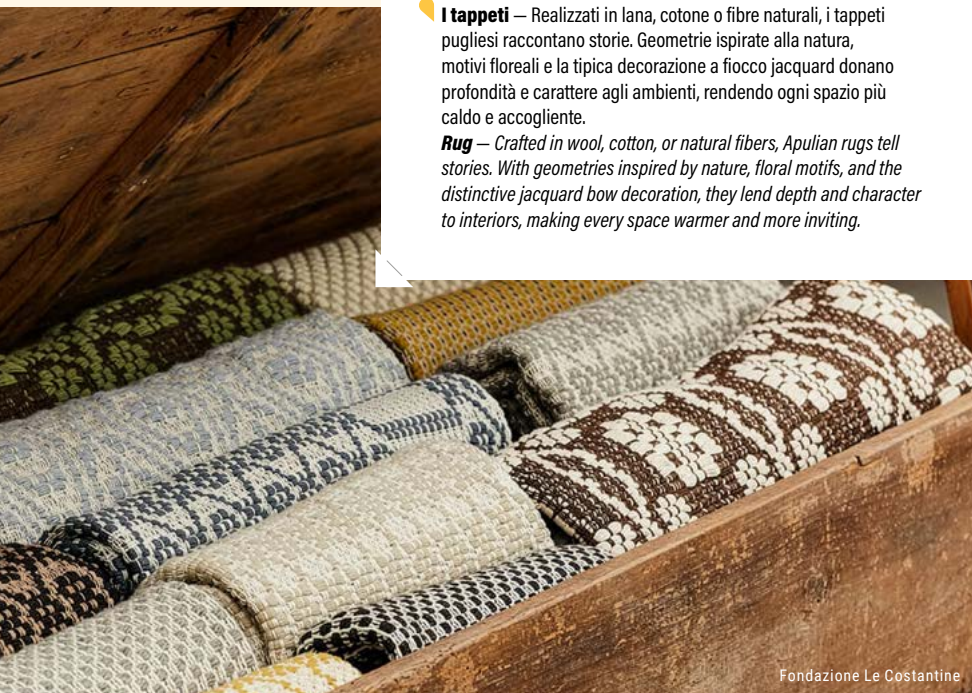 I tappeti — Realizzati in lana, cotone o fibre naturali, i tappeti
pugliesi raccontano storie. Geometrie ispirate alla natura,
motivi floreali e la tipica decorazione a fiocco jacquard donano
profondità e carattere agli ambienti, rendendo ogni spazio più
caldo e accogliente.
Rug — Crafted in wool, cotton, or natural fibers, Apulian rugs tell
stories. With geometries inspired by nature, floral motifs, and the
distinctive jacquard bow decoration, they lend depth and character
to interiors, making every space warmer and more inviting.
Fondazione Le Costantine